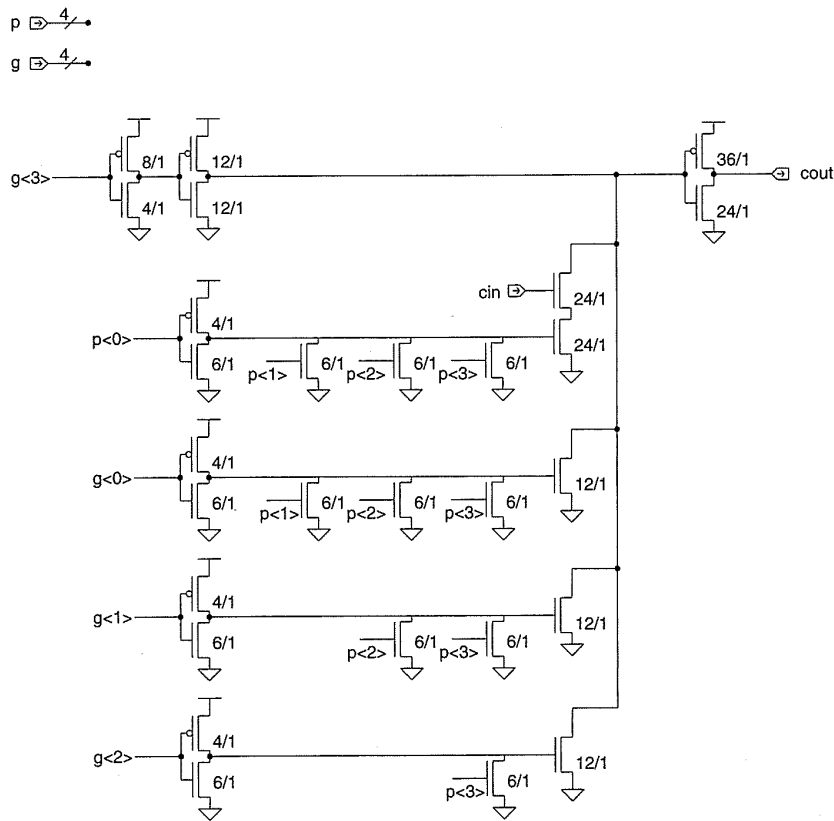 p 4
g 4
8/1 12/1 36/1
g<3> cout
4/1 12/1 24/1
cin 24/1
4/1
p<0> 24/1
6/1 6/1 6/1 6/1
p<1> p<2> p<3>
4/1
g<0> 12/1
6/1 6/1 6/1 6/1
p<1> p<2> p<3>
4/1
g<1> 12/1
6/1 6/1 6/1
p<2> p<3>
4/1
g<2> 12/1
6/1 6/1
p<3>